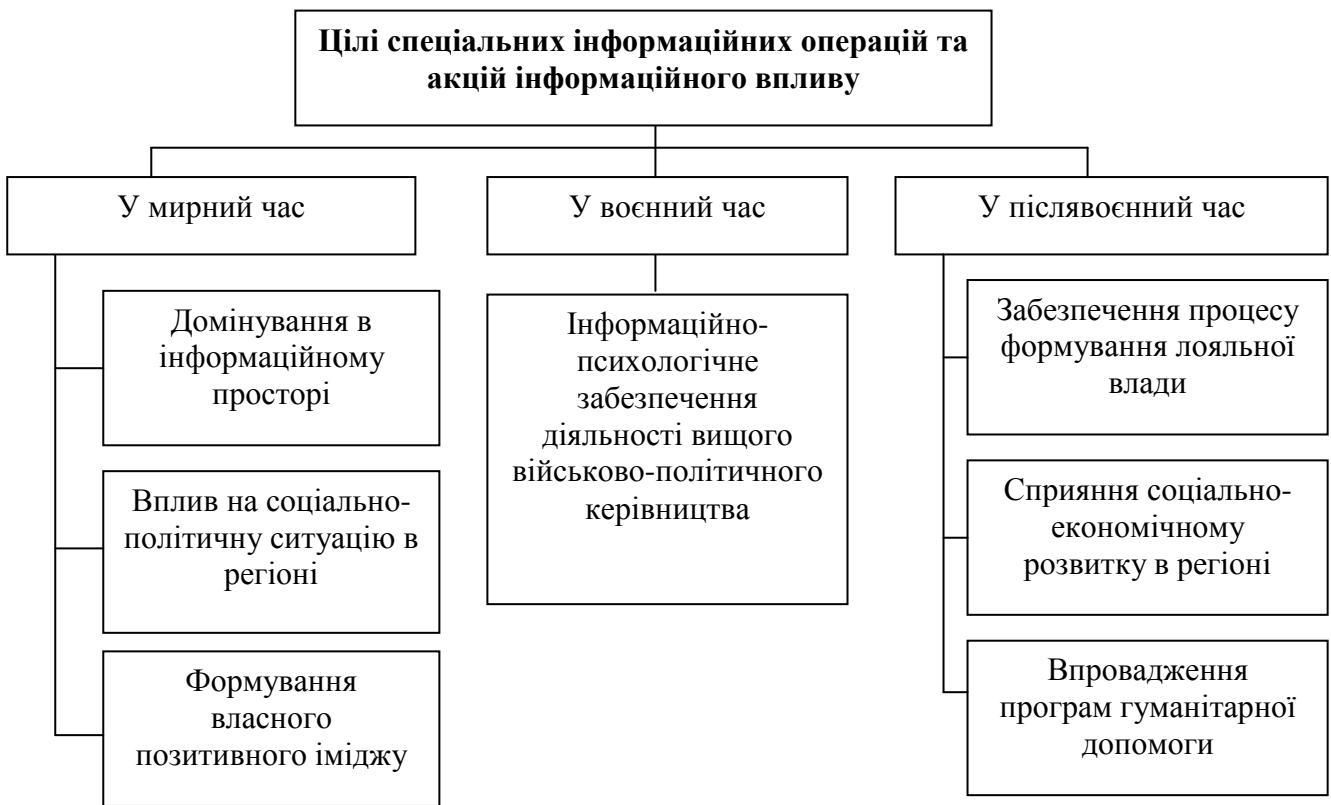 Цілі спеціальних інформаційних операцій та
акцій інформаційного впливу
У мирний час
Домінування в
інформаційному
просторі
Вплив на соціально-
політичну ситуацію в
регіоні
Формування
власного
позитивного іміджу
У воєнний час
Інформаційно-
психологічне
забезпечення
діяльності вищого
військово-політичного
керівництва
У післявоєнний час
Забезпечення процесу
формування лояльної
влади
Сприяння соціально-
економічному
розвитку в регіоні
Впровадження
програм гуманітарної
допомоги